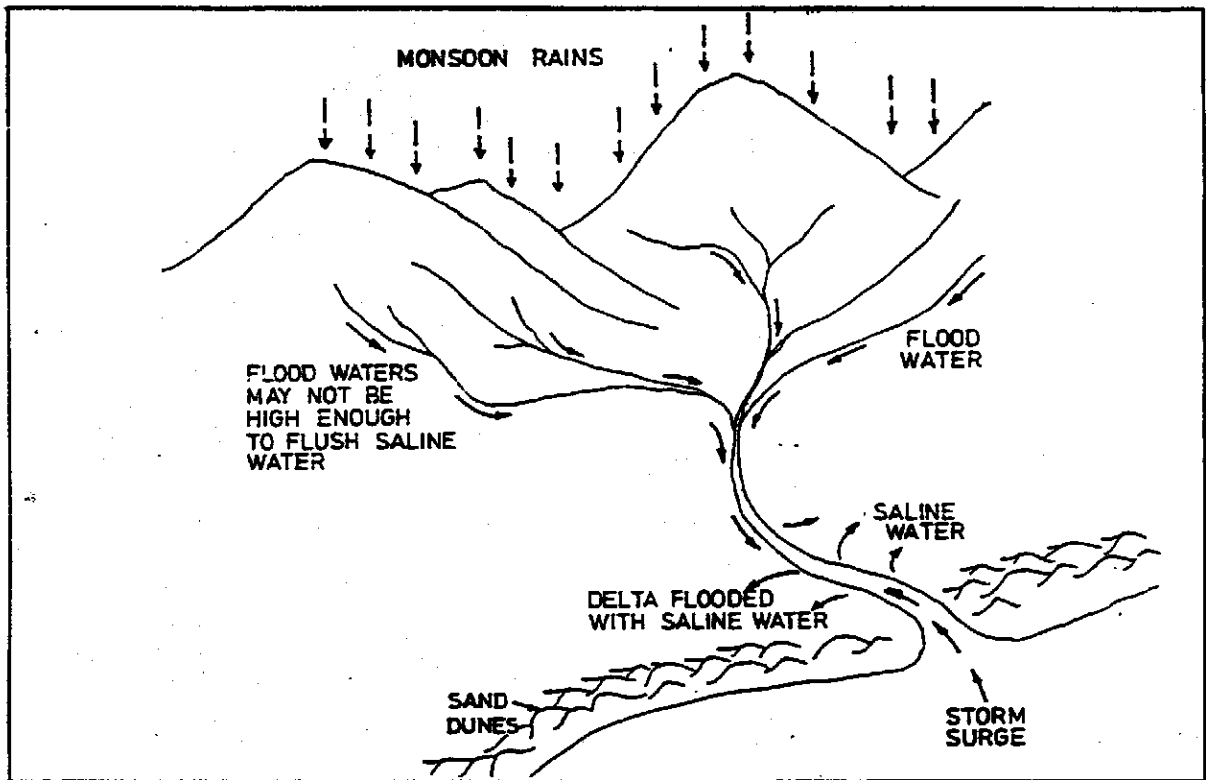 MONSOON RAINS
FLOOD
WATER
FLOOD WATERS
MAY NOT BE
HIGH ENOUGH
TO FLUSH SALINE
WATER
SALINE
WATER
DELTA FLOODED
WITH SALINE WATER
SAND
DUNES
STORM
SURGE